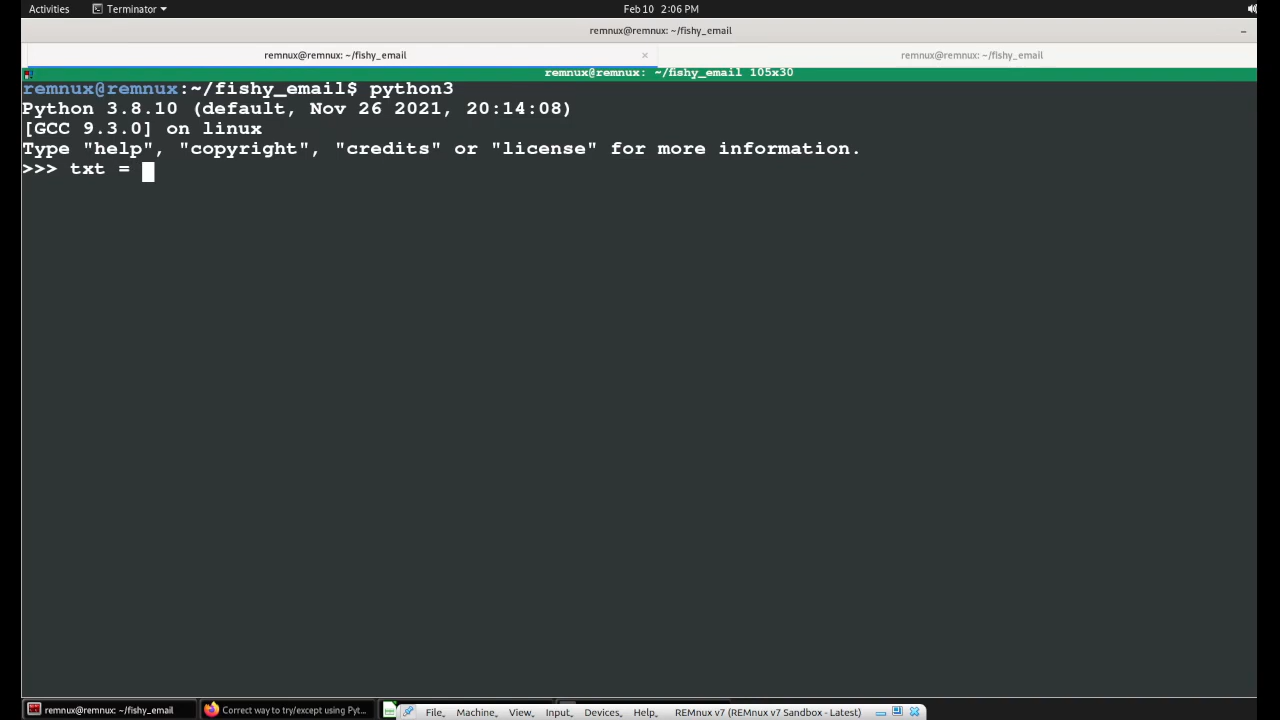 Activities Terminator Feb 10 2:06 PM
remnux@remnux: ~/fishy_email
remnux@remnux: ~/fishy_email × remnux@remnux: ~/fishy_email
remnux@remnux: ~/fishy_email 105x30
remnux@remnux:~/fishy_email$ python3
Python 3.8.10 (default, Nov 26 2021, 20:14:08)
[GCC 9.3.0] on linux
Type "help", "copyright", "credits" or "license" for more information.
>>> txt =
remnux@remnux: ~/fishy_email Correct way to try/except using Pyt... File Machine View Input Devices Help REMnux v7 (REMnux v7 Sandbox - Latest)